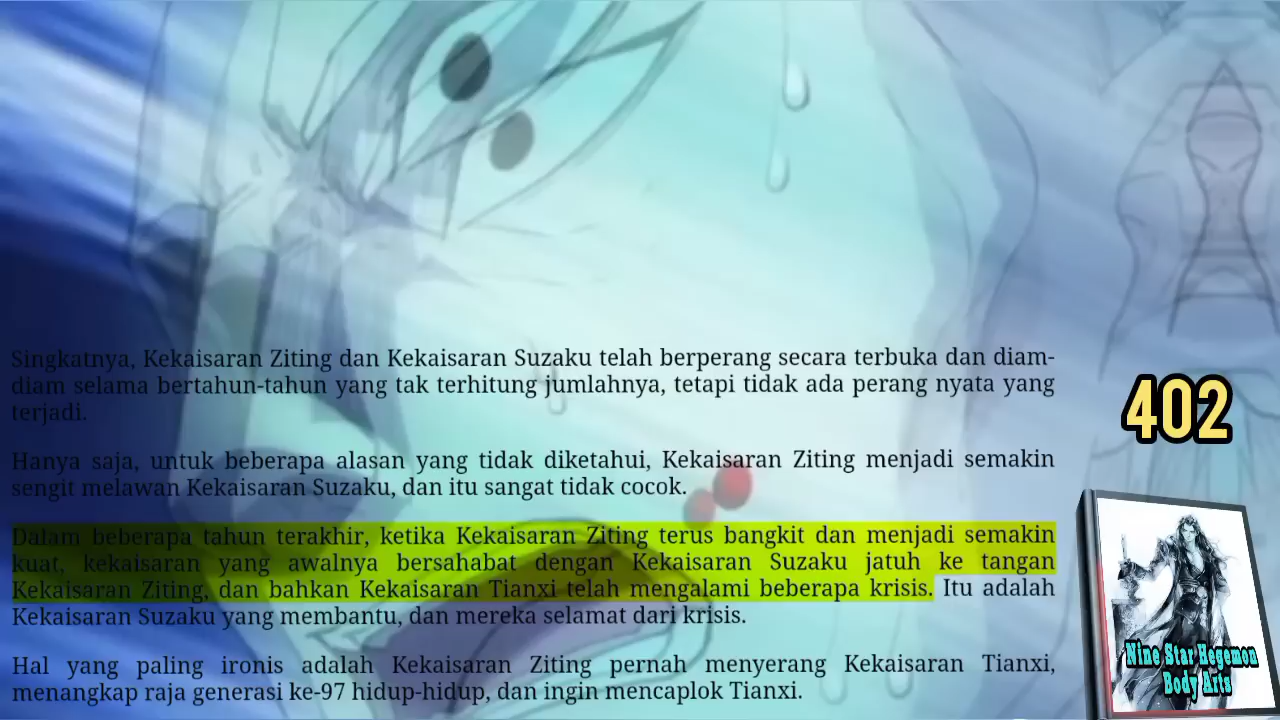 Singkatnya, Kekaisaran Ziting dan Kekaisaran Suzaku telah berperang secara terbuka dan diam-
diam selama bertahun-tahun yang tak terhitung jumlahnya, tetapi tidak ada perang nyata yang
terjadi.
Hanya saja, untuk beberapa alasan yang tidak diketahui, Kekaisaran Ziting menjadi semakin
sengit melawan Kekaisaran Suzaku, dan itu sangat tidak cocok.
Dalam beberapa tahun terakhir, ketika Kekaisaran Ziting terus bangkit dan menjadi semakin
kuat, kekaisaran yang awalnya bersahabat dengan Kekaisaran Suzaku jatuh ke tangan
Kekaisaran Ziting, dan bahkan Kekaisaran Tianxi telah mengalami beberapa krisis. Itu adalah
Kekaisaran Suzaku yang membantu, dan mereka selamat dari krisis.
Hal yang paling ironis adalah Kekaisaran Ziting pernah menyerang Kekaisaran Tianxi,
menangkap raja generasi ke-97 hidup-hidup, dan ingin mencaplok Tianxi.
402
Nine Star Hegemon
Body Arts